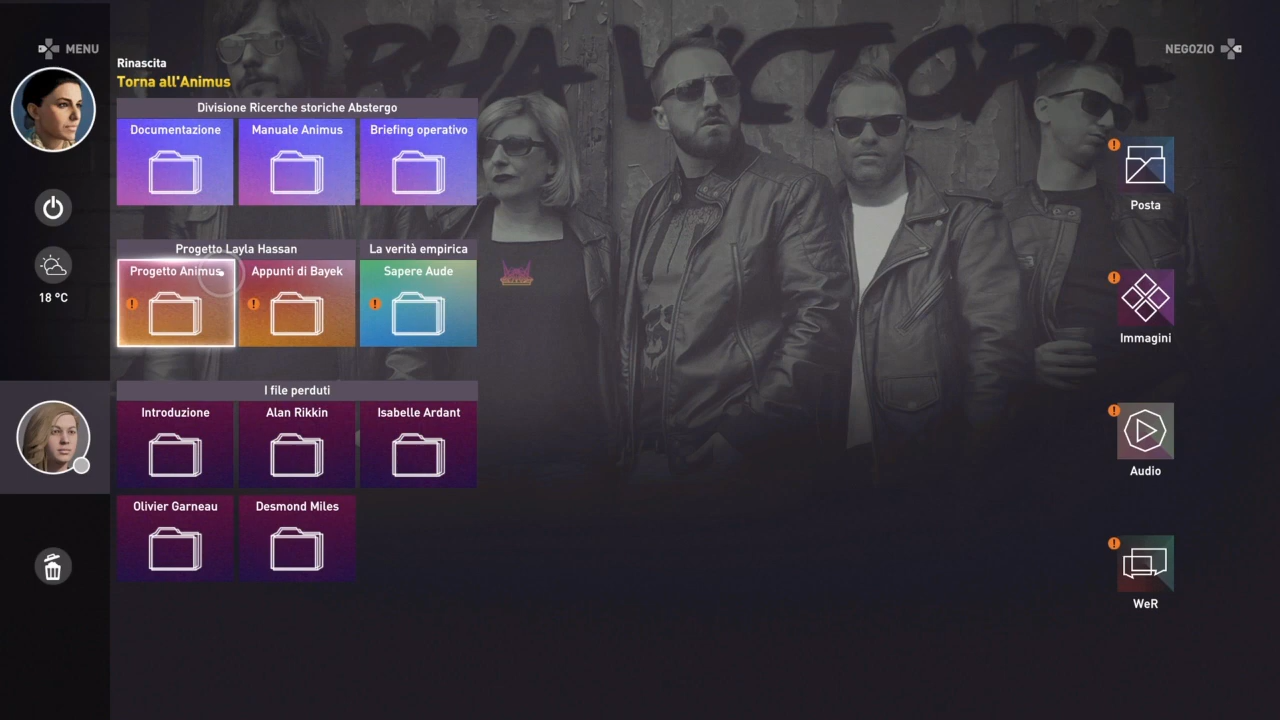 MENU
NEGOZIO
Rinascita
Torna all'Animus
Divisione Ricerche storiche Abstergo
Documentazione
Manuale Animus
Briefing operativo
Progetto Layla Hassan
La verità empirica
Progetto Animus
Appunti di Bayek
Sapere Aude
18 °C
I file perduti
Introduzione
Alan Rikkin
Isabelle Ardant
Olivier Garneau
Desmond Miles
Posta
Immagini
Audio
WeR